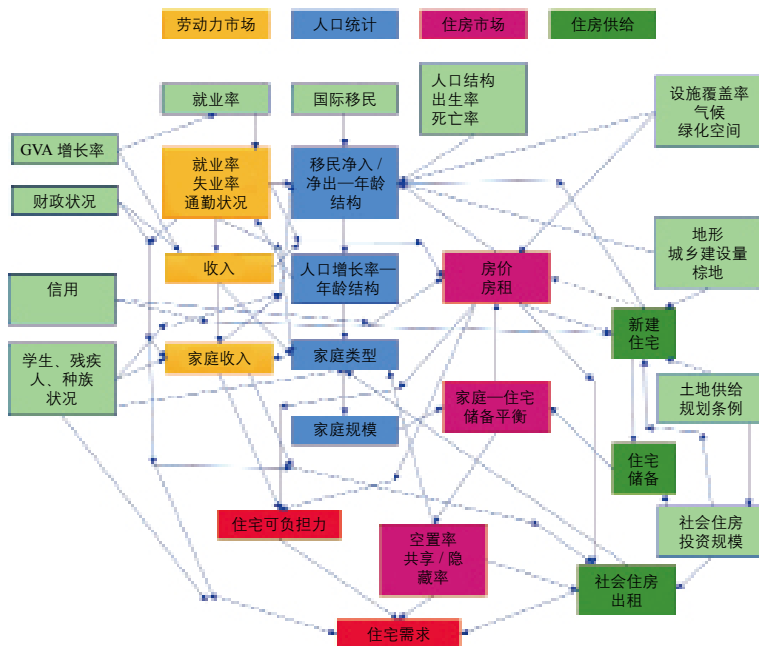 劳动力市场
人口统计
住房市场
住房供给
就业率
国际移民
人口结构
出生率
死亡率
设施覆盖率
气候
绿化空间
GVA 增长率
财政状况
就业率
失业率
通勤状况
移民净入 /
净出—年龄
结构
地形
城乡建设量
棕地
收入
人口增长率—
年龄结构
房价
房租
信用
新建
住宅
家庭收入
家庭类型
学生、残疾
人、种族
状况
家庭规模
家庭—住宅
储备平衡
土地供给
规划条例
住宅
储备
住宅可负担力
空置率
共享 / 隐
藏率
社会住房
投资规模
社会住房
出租
住宅需求